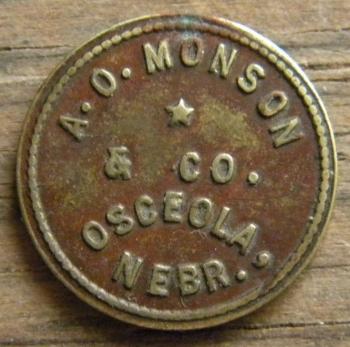 A. O. MONSON
& CO.
OSCEOLA,
NEBR.